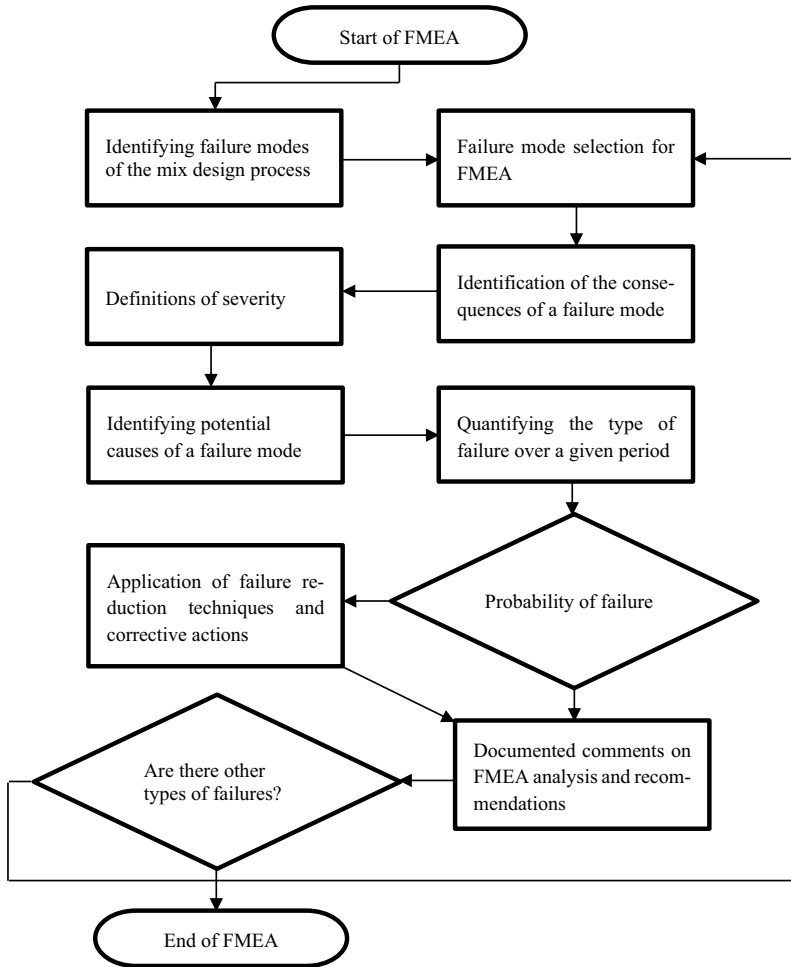 Start of FMEA
Identifying failure modes
of the mix design process
Failure mode selection for
FMEA
Identification of the conse-
quences of a failure mode
Definitions of severity
Identifying potential
causes of a failure mode
Quantifying the type of
failure over a given period
Probability of failure
Application of failure re-
duction techniques and
corrective actions
Documented comments on
FMEA analysis and recom-
mendations
Are there other
types of failures?
End of FMEA